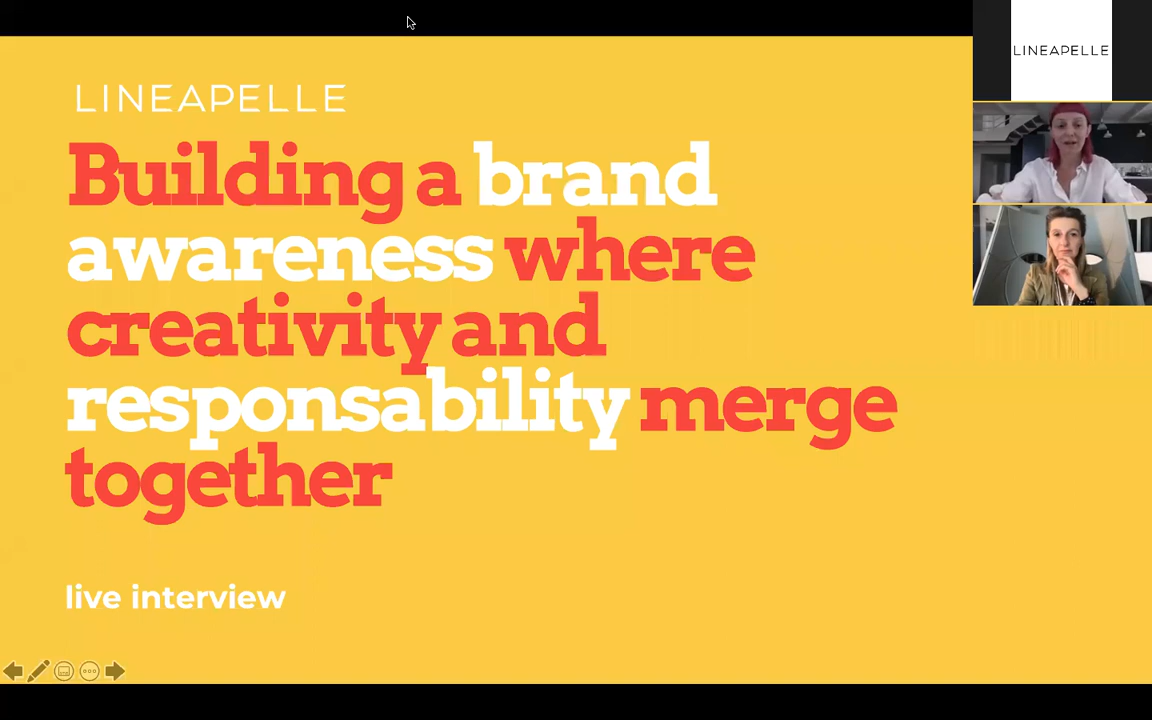 LINEAPELLE
LINEAPELLE
Building a brand
awareness where
creativity and
responsability merge
together
live interview